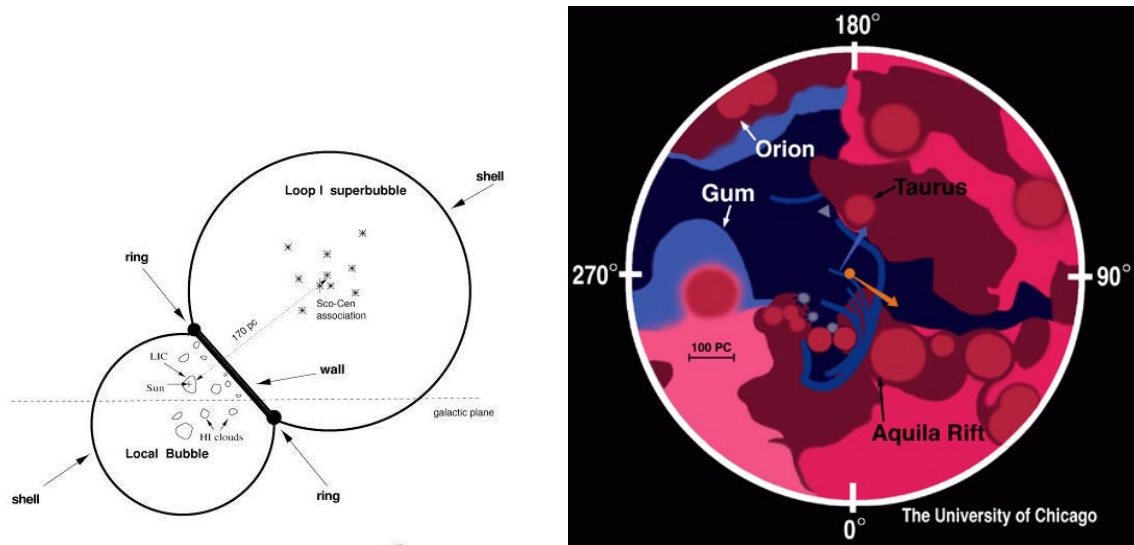 Loop I superbubble
shell
ring
Sco-Cen
association
170 pc
LIC
Sun
wall
galactic plane
HI clouds
Local Bubble
shell
ring
180°
Orion
Taurus
Gum
270°
90°
100 PC
Aquila Rift
0°
The University of Chicago